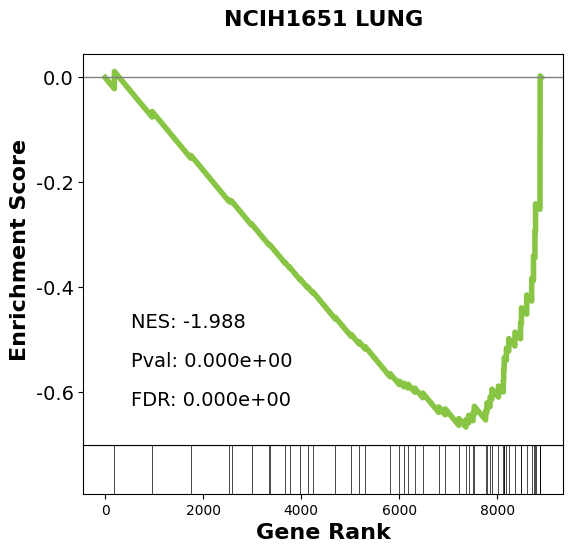 NCIH1651 LUNG
Enrichment Score
0.0
-0.2
-0.4
-0.6
NES: -1.988
Pval: 0.000e+00
FDR: 0.000e+00
0 2000 4000 6000 8000
Gene Rank